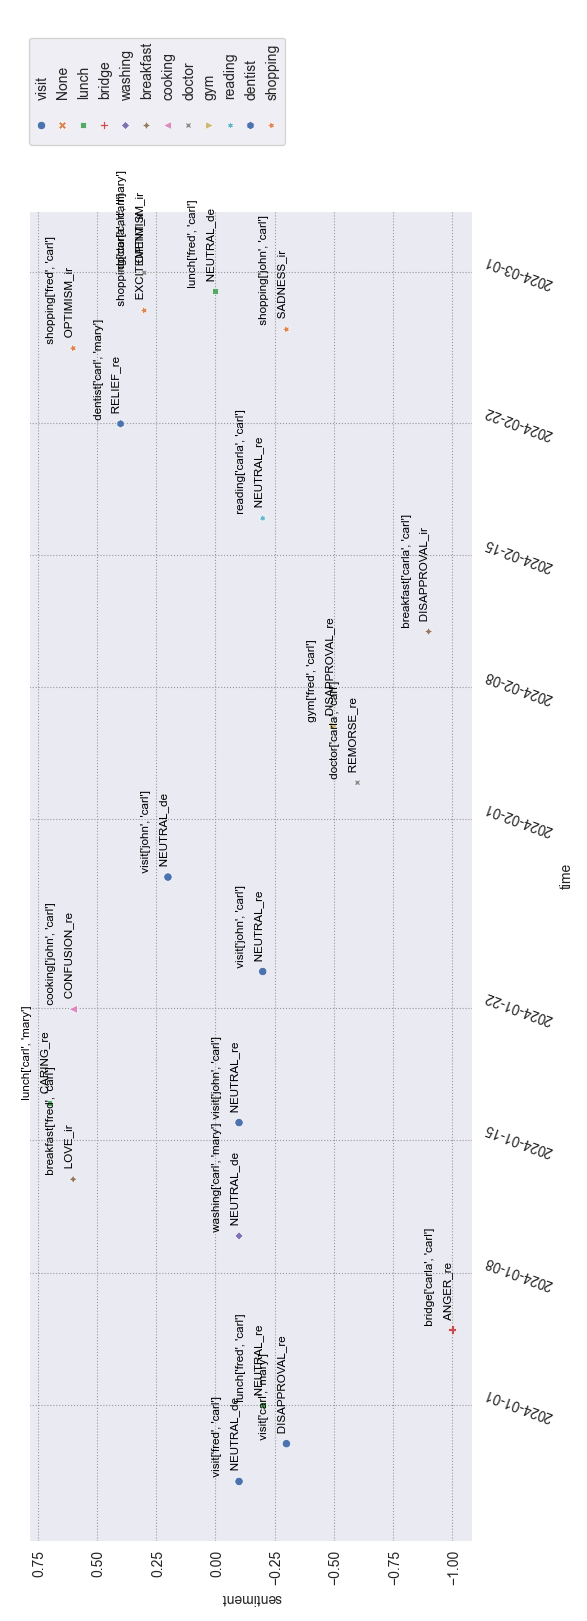 visit
None
lunch
bridge
washing
breakfast
cooking
doctor
gym
reading
dentist
shopping
0.75
0.50
0.25
0.00
−0.25
−0.50
−0.75
−1.00
sentiment
visit['fred', 'carl']
NEUTRAL_de
visit['carl', 'mary']
DISAPPROVAL_re
lunch['fred', 'carl']
NEUTRAL_re
bridge['carla', 'carl']
ANGER_re
washing['carl', 'mary']
NEUTRAL_de
breakfast['fred', 'carl']
LOVE_ir
visit['john', 'carl']
NEUTRAL_re
lunch['carl', 'mary']
CARING_re
cooking['john', 'carl']
CONFUSION_re
visit['john', 'carl']
NEUTRAL_re
visit['john', 'carl']
NEUTRAL_de
doctor['carla', 'carl']
REMORSE_re
gym['fred', 'carl']
DISAPPROVAL_re
breakfast['carla', 'carl']
DISAPPROVAL_ir
reading['carla', 'carl']
NEUTRAL_re
dentist['carl', 'mary']
RELIEF_re
shopping['fred', 'carl']
OPTIMISM_ir
shopping['john', 'carl']
SADNESS_ir
lunch['fred', 'carl']
NEUTRAL_de
2024-01-01
2024-01-08
2024-01-15
2024-01-22
2024-02-01
2024-02-08
2024-02-15
2024-02-22
2024-03-01
time